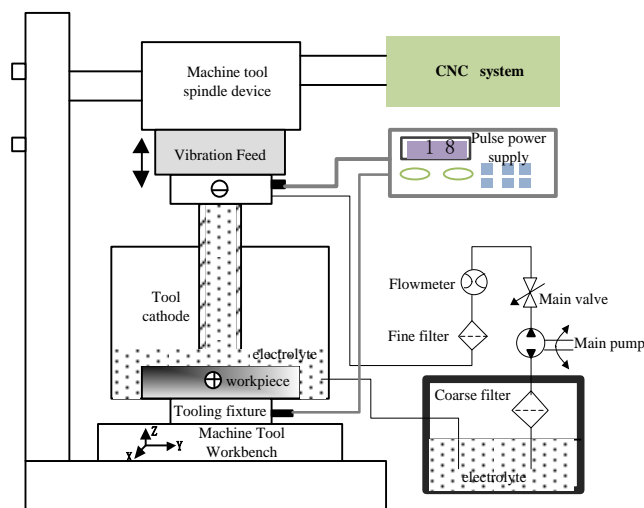 Machine tool
spindle device
CNC system
Vibration Feed
1 8
Pulse power
supply
Tool
cathode
Flowmeter
Main valve
Fine filter
Main pump
electrolyte
workpiece
Coarse filter
Tooling fixture
Z
Y
X
Machine Tool
Workbench
electrolyte